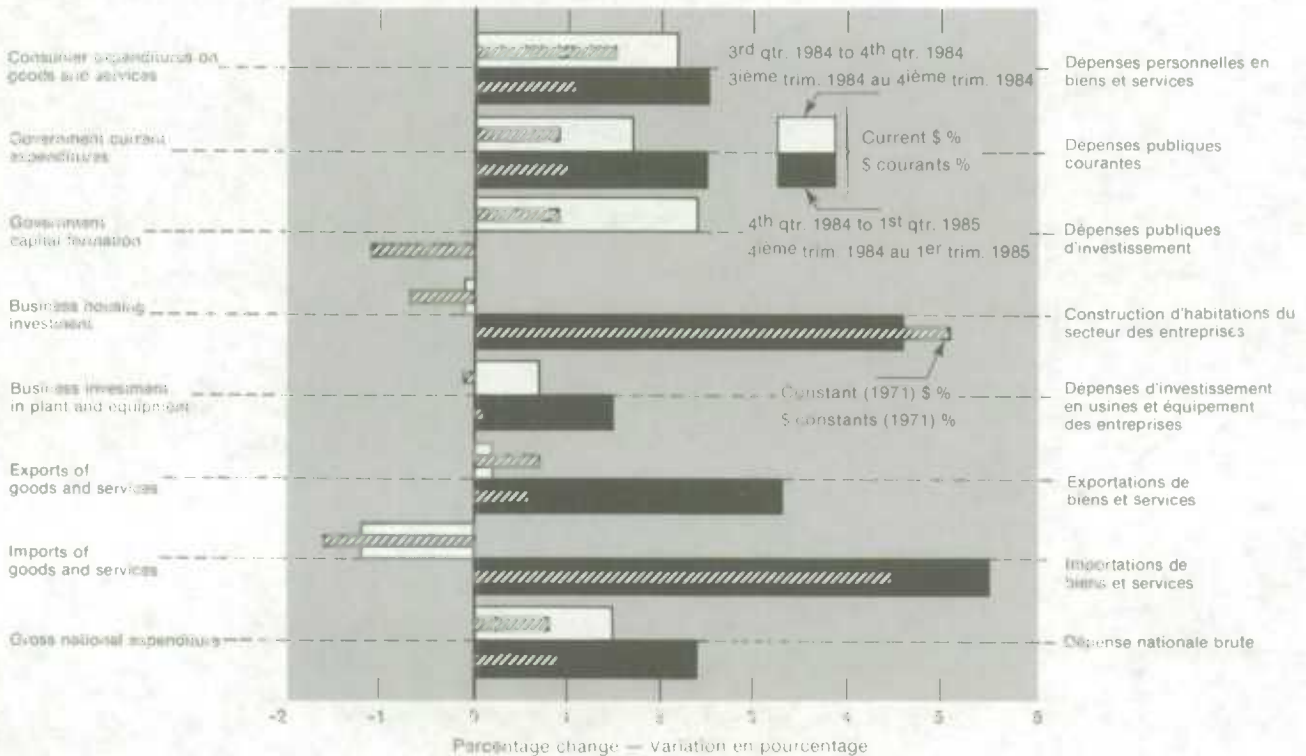 Consumer expenditures on
goods and services
Government current
expenditures
Government
capital formation
Business housing
investment
Business investment
in plant and equipment
Exports of
goods and services
Imports of
goods and services
Gross national expenditure
3rd qtr. 1984 to 4th qtr. 1984
3ième trim. 1984 au 4ième trim. 1984
Current $ %
$ courants %
4th qtr. 1984 to 1st qtr. 1985
4ième trim. 1984 au 1er trim. 1985
Constant (1971) $ %
$ constants (1971) %
Dépenses personnelles en
biens et services
Dépenses publiques
courantes
Dépenses publiques
d'investissement
Construction d'habitations du
secteur des entreprises
Dépenses d'investissement
en usines et équipement
des entreprises
Exportations de
biens et services
Importations de
biens et services
Dépense nationale brute
-2 -1 0 1 2 3 4 5 6
Percentage change — Variation en pourcentage